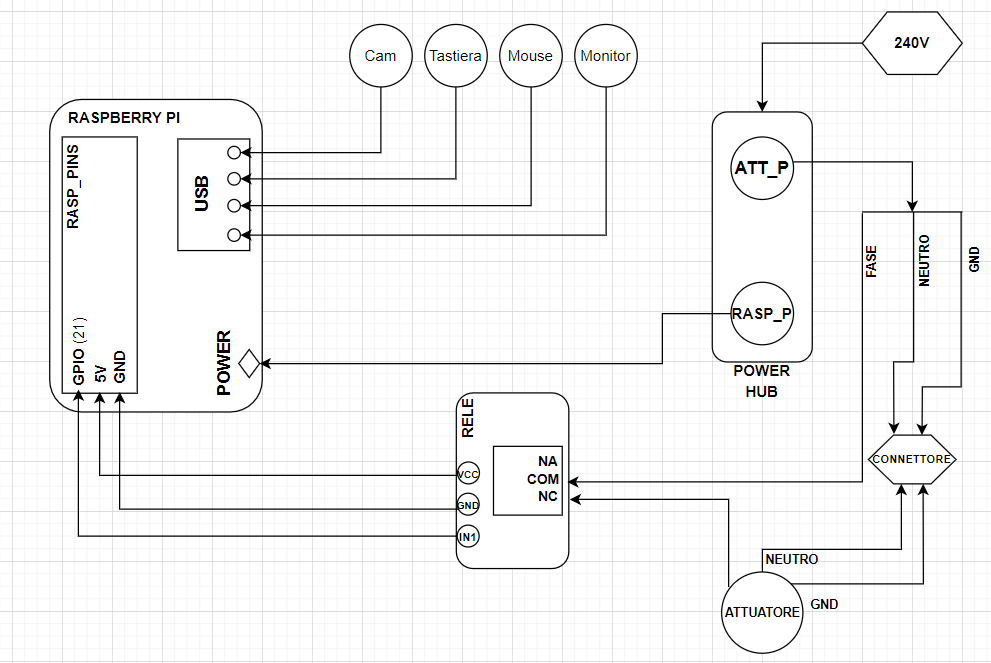 240V
Cam
Tastiera
Mouse
Monitor
RASPBERRY PI
RASP_PINS
USB
GPIO (21)
5V
GND
POWER
ATT_P
RASP_P
POWER
HUB
FASE
NEUTRO
GND
RELE
VCC
GND
IN1
NA
COM
NC
CONNETTORE
NEUTRO
GND
ATTUATORE